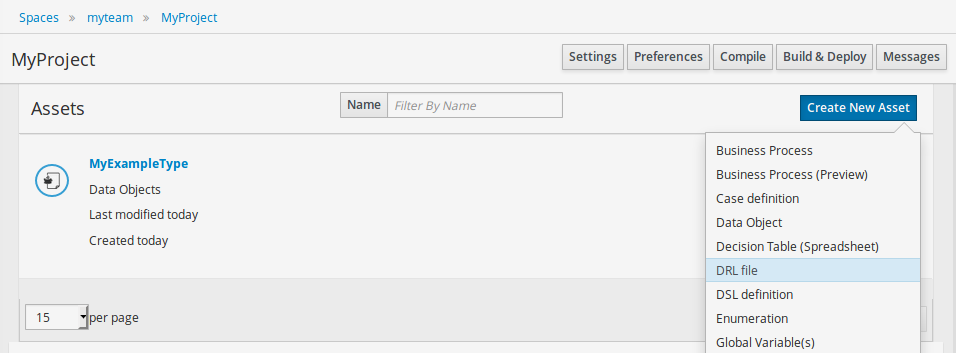 Spaces » myteam » MyProject
MyProject
Settings
Preferences
Compile
Build & Deploy
Messages
Assets
Name
Filter By Name
Create New Asset
MyExampleType
Data Objects
Last modified today
Created today
Business Process
Business Process (Preview)
Case definition
Data Object
Decision Table (Spreadsheet)
DRL file
DSL definition
Enumeration
Global Variable(s)
15 per page